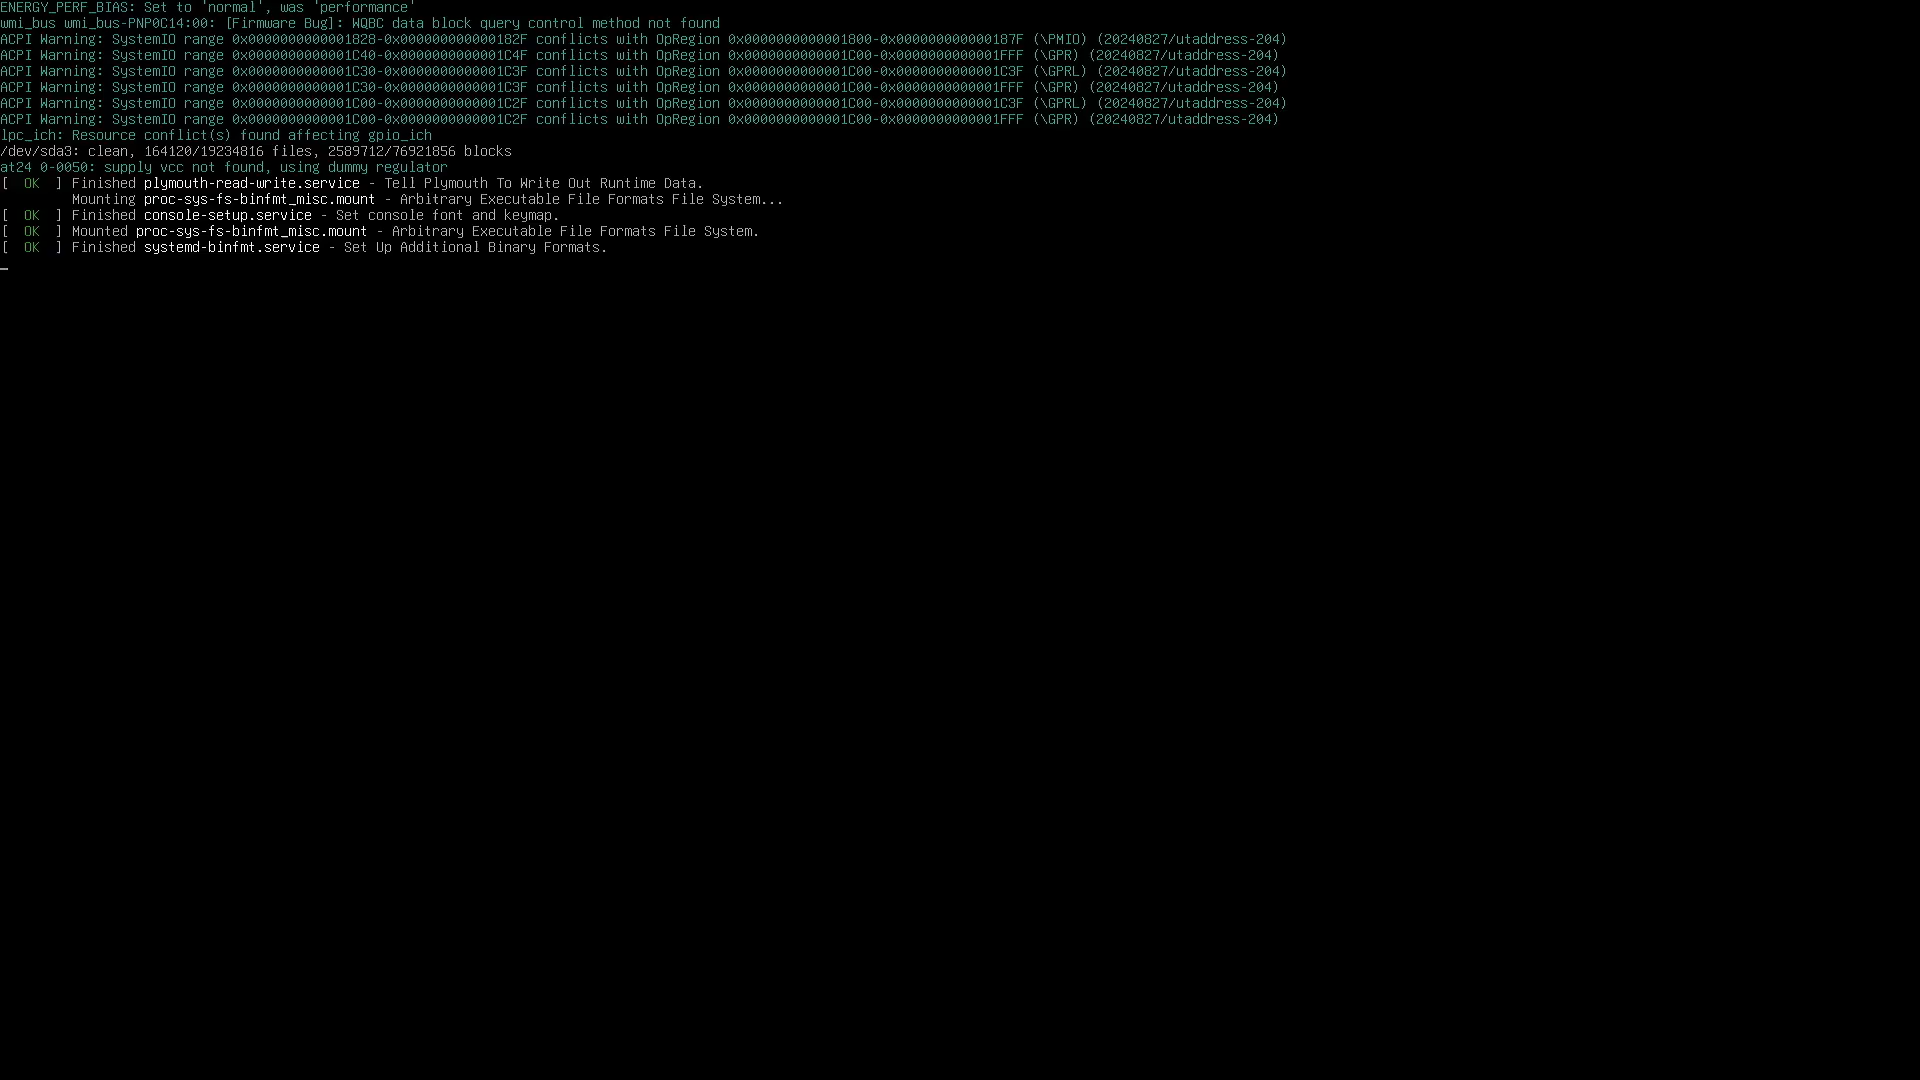 ENERGY_PERF_BIAS: Set to 'normal', was 'performance'
wmi_bus wmi_bus-PNP0C14:00: [Firmware Bug]: WQBC data block query control method not found
ACPI Warning: SystemIO range 0x0000000000001828-0x000000000000182F conflicts with OpRegion 0x0000000000001800-0x000000000000187F (\PMIO) (20240827/utaddress-204)
ACPI Warning: SystemIO range 0x0000000000001C40-0x0000000000001C4F conflicts with OpRegion 0x0000000000001C00-0x0000000000001FFF (\GPR) (20240827/utaddress-204)
ACPI Warning: SystemIO range 0x0000000000001C30-0x0000000000001C3F conflicts with OpRegion 0x0000000000001C00-0x0000000000001C3F (\GPRL) (20240827/utaddress-204)
ACPI Warning: SystemIO range 0x0000000000001C30-0x0000000000001C3F conflicts with OpRegion 0x0000000000001C00-0x0000000000001FFF (\GPR) (20240827/utaddress-204)
ACPI Warning: SystemIO range 0x0000000000001C00-0x0000000000001C2F conflicts with OpRegion 0x0000000000001C00-0x0000000000001C3F (\GPRL) (20240827/utaddress-204)
ACPI Warning: SystemIO range 0x0000000000001C00-0x0000000000001C2F conflicts with OpRegion 0x0000000000001C00-0x0000000000001FFF (\GPR) (20240827/utaddress-204)
lpc_ich: Resource conflict(s) found affecting gpio_ich
/dev/sda3: clean, 164120/19234816 files, 2589712/76921856 blocks
at24 0-0050: supply vcc not found, using dummy regulator
[  OK  ] Finished plymouth-read-write.service - Tell Plymouth To Write Out Runtime Data.
         Mounting proc-sys-fs-binfmt_misc.mount - Arbitrary Executable File Formats File System...
[  OK  ] Finished console-setup.service - Set console font and keymap.
[  OK  ] Mounted proc-sys-fs-binfmt_misc.mount - Arbitrary Executable File Formats File System.
[  OK  ] Finished systemd-binfmt.service - Set Up Additional Binary Formats.